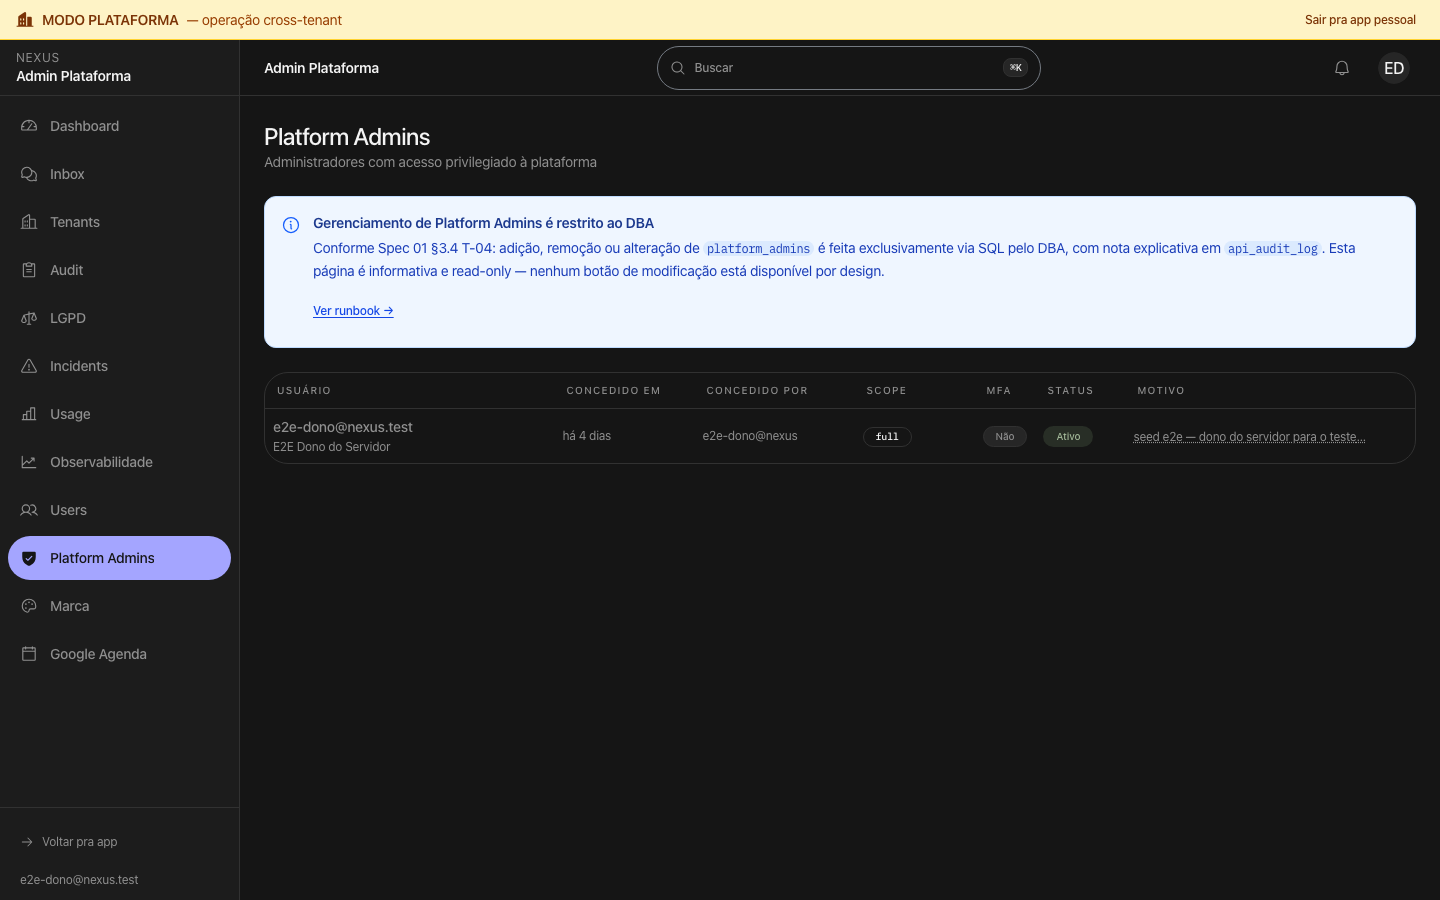 MODO PLATAFORMA — operação cross-tenant
Sair pra app pessoal
NEXUS
Admin Plataforma
Admin Plataforma
Buscar
⌘K
ED
Dashboard
Inbox
Tenants
Audit
LGPD
Incidents
Usage
Observabilidade
Users
Platform Admins
Marca
Google Agenda
Voltar pra app
e2e-dono@nexus.test
Platform Admins
Administradores com acesso privilegiado à plataforma
Gerenciamento de Platform Admins é restrito ao DBA
Conforme Spec 01 §3.4 T-04: adição, remoção ou alteração de platform_admins é feita exclusivamente via SQL pelo DBA, com nota explicativa em api_audit_log. Esta
página é informativa e read-only — nenhum botão de modificação está disponível por design.
Ver runbook →
USUÁRIO CONCEDIDO EM CONCEDIDO POR SCOPE MFA STATUS MOTIVO
e2e-dono@nexus.test
E2E Dono do Servidor
há 4 dias e2e-dono@nexus full Não Ativo seed e2e — dono do servidor para o teste...